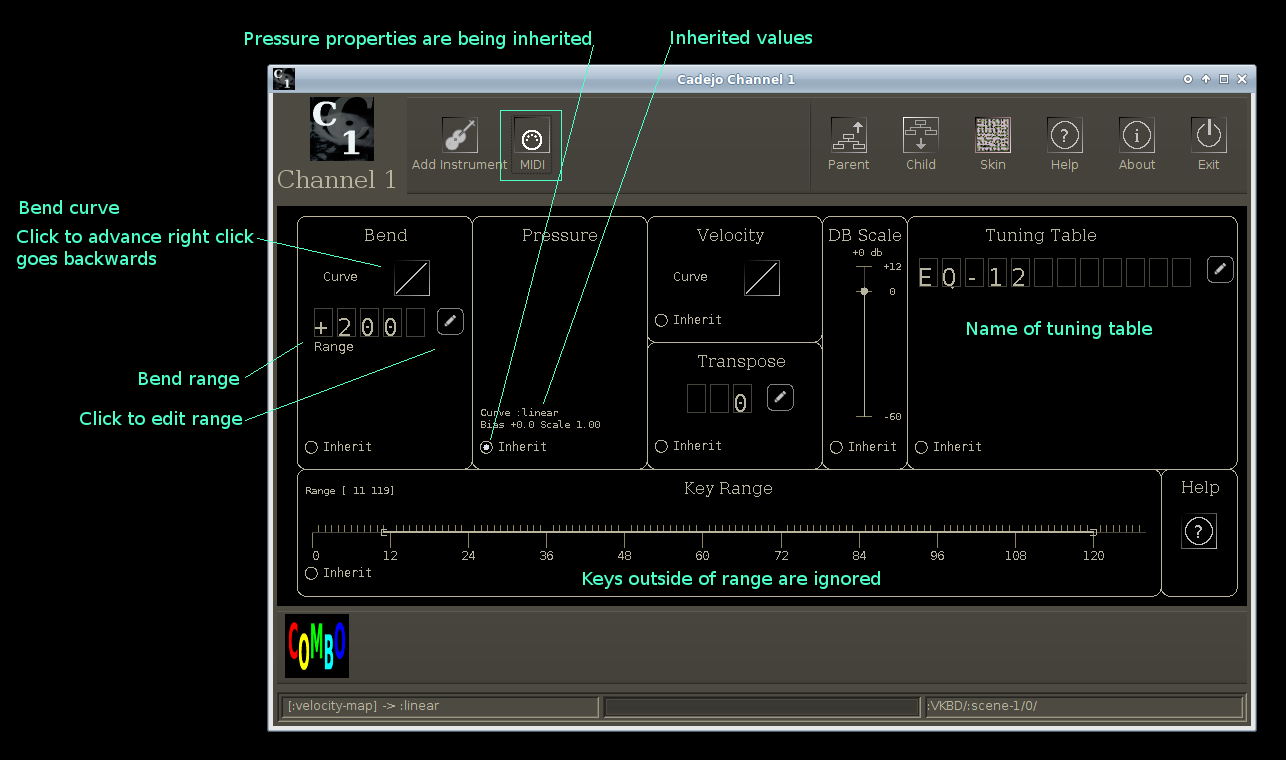 Pressure properties are being inherited
Inherited values
C
1
Cadejo Channel 1
C
1
Channel 1
Add Instrument
MIDI
Parent
Child
Skin
? Help
i About
Exit
Bend curve
Click to advance right click
goes backwards
Bend
Curve
+200
Range
Inherit
Bend range
Click to edit range
Pressure
Curve :linear
Bias +0.0 Scale 1.00
Inherit
Velocity
Curve
Inherit
Transpose
0
Inherit
DB Scale
+0 db
+12
0
-60
Inherit
Tuning Table
EQ-12
Name of tuning table
Inherit
Range [ 11 119]
Key Range
0 12 24 36 48 60 72 84 96 108 120
Inherit
Keys outside of range are ignored
Help
?
COMBO
[:velocity-map] -> :linear
:VKBD/:scene-1/0/